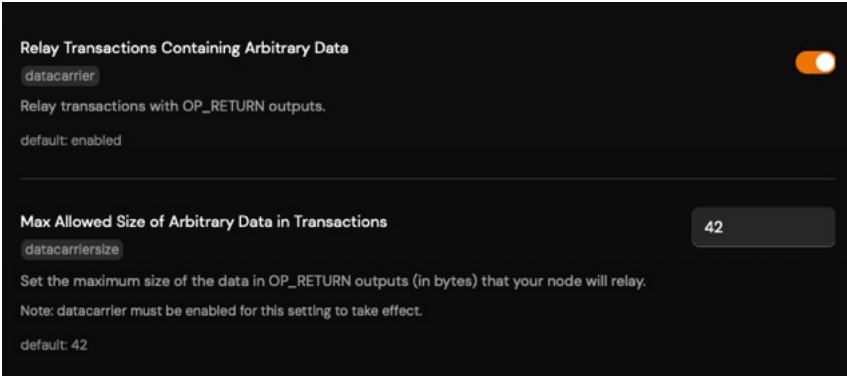 Relay Transactions Containing Arbitrary Data
datacarrier
Relay transactions with OP_RETURN outputs.
default: enabled
Max Allowed Size of Arbitrary Data in Transactions
42
datacarriersize
Set the maximum size of the data in OP_RETURN outputs (in bytes) that your node will relay.
Note: datacarrier must be enabled for this setting to take effect.
default: 42